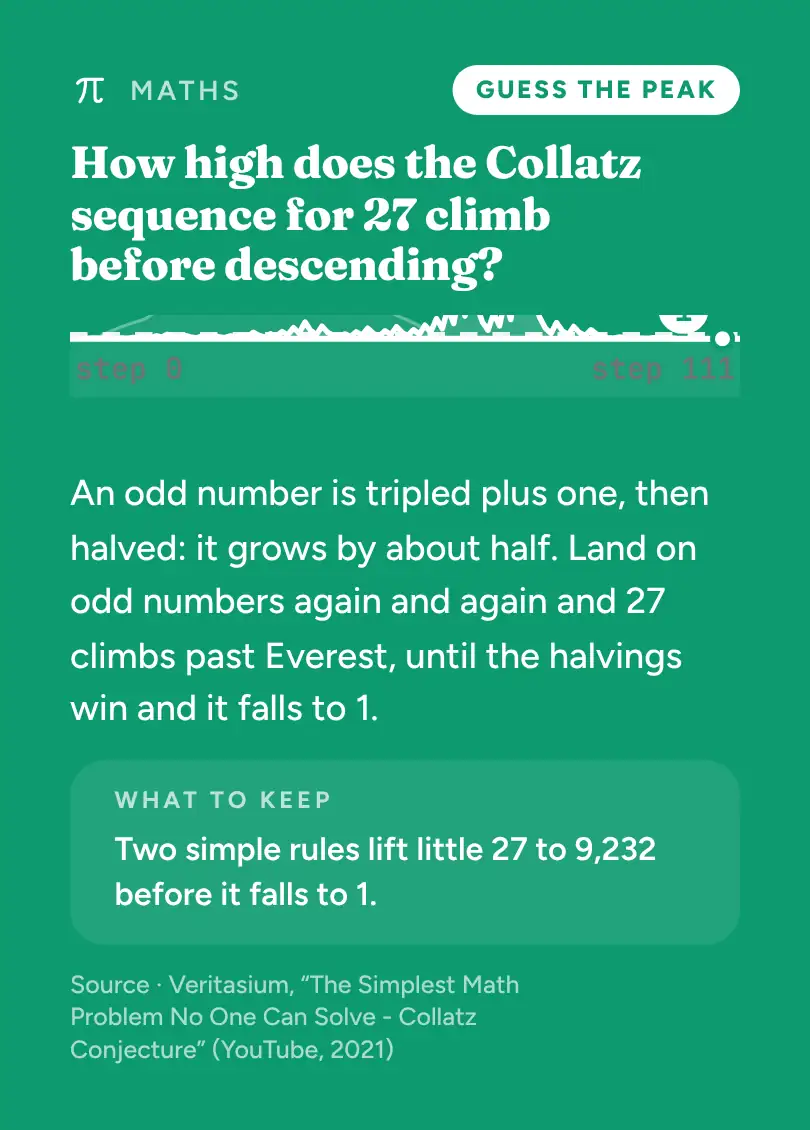 π MATHS
GUESS THE PEAK
How high does the Collatz
sequence for 27 climb
before descending?
step 0
step 111
An odd number is tripled plus one, then
halved: it grows by about half. Land on
odd numbers again and again and 27
climbs past Everest, until the halvings
win and it falls to 1.
WHAT TO KEEP
Two simple rules lift little 27 to 9,232
before it falls to 1.
Source · Veritasium, “The Simplest Math
Problem No One Can Solve - Collatz
Conjecture” (YouTube, 2021)